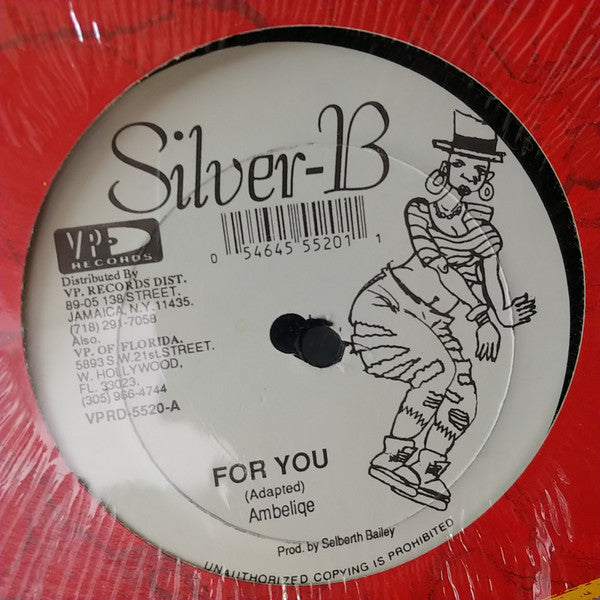 Silver-B
VP
RECORDS
0 54645 55201 1
Distributed By
VP. RECORDS DIST.
89-05 138 STREET.
JAMAICA, N.Y. 11435.
(718) 291-7058
Also.
VP. OF FLORIDA.
5893 S.W. 21st. STREET.
W. HOLLYWOOD,
FL. 33023.
(305) 966-4744
VPRD-5520-A
FOR YOU
(Adapted)
Ambeliqe
Prod. by Selberth Bailey
UNAUTHORIZED COPYING IS PROHIBITED